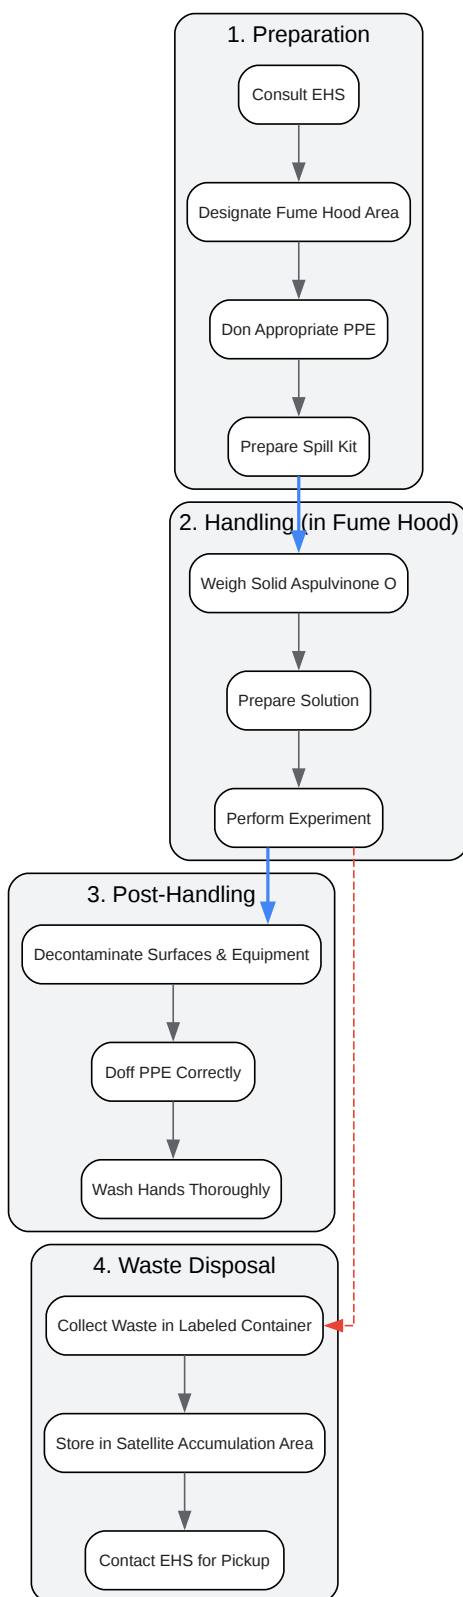 1. Preparation
Consult EHS
Designate Fume Hood Area
Don Appropriate PPE
Prepare Spill Kit
2. Handling (in Fume Hood)
Weigh Solid Aspulvinone O
Prepare Solution
Perform Experiment
3. Post-Handling
Decontaminate Surfaces & Equipment
Doff PPE Correctly
Wash Hands Thoroughly
4. Waste Disposal
Collect Waste in Labeled Container
Store in Satellite Accumulation Area
Contact EHS for Pickup